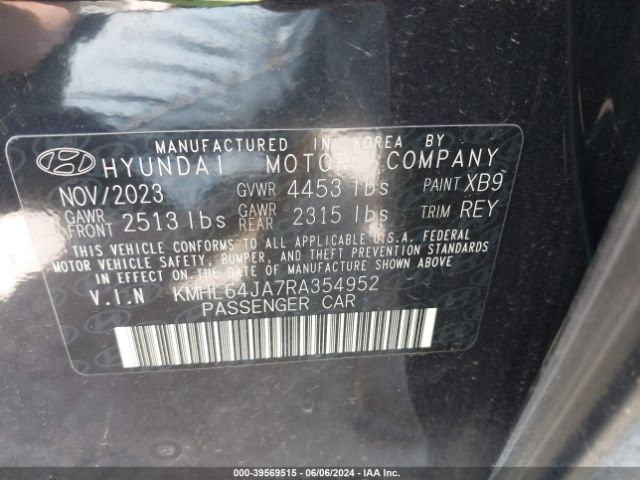 MANUFACTURED IN KOREA BY
HYUNDAI MOTOR COMPANY
NOV/2023 GVWR 4453 lbs PAINT XB9
GAWR FRONT 2513 lbs GAWR REAR 2315 lbs TRIM REY
THIS VEHICLE CONFORMS TO ALL APPLICABLE U.S.A. FEDERAL
MOTOR VEHICLE SAFETY, BUMPER, AND THEFT PREVENTION STANDARDS
IN EFFECT ON THE DATE OF MANUFACTURE SHOWN ABOVE.
V.I.N KMHL64JA7RA354952
PASSENGER CAR
000-39569515 - 06/06/2024 - IAA Inc.